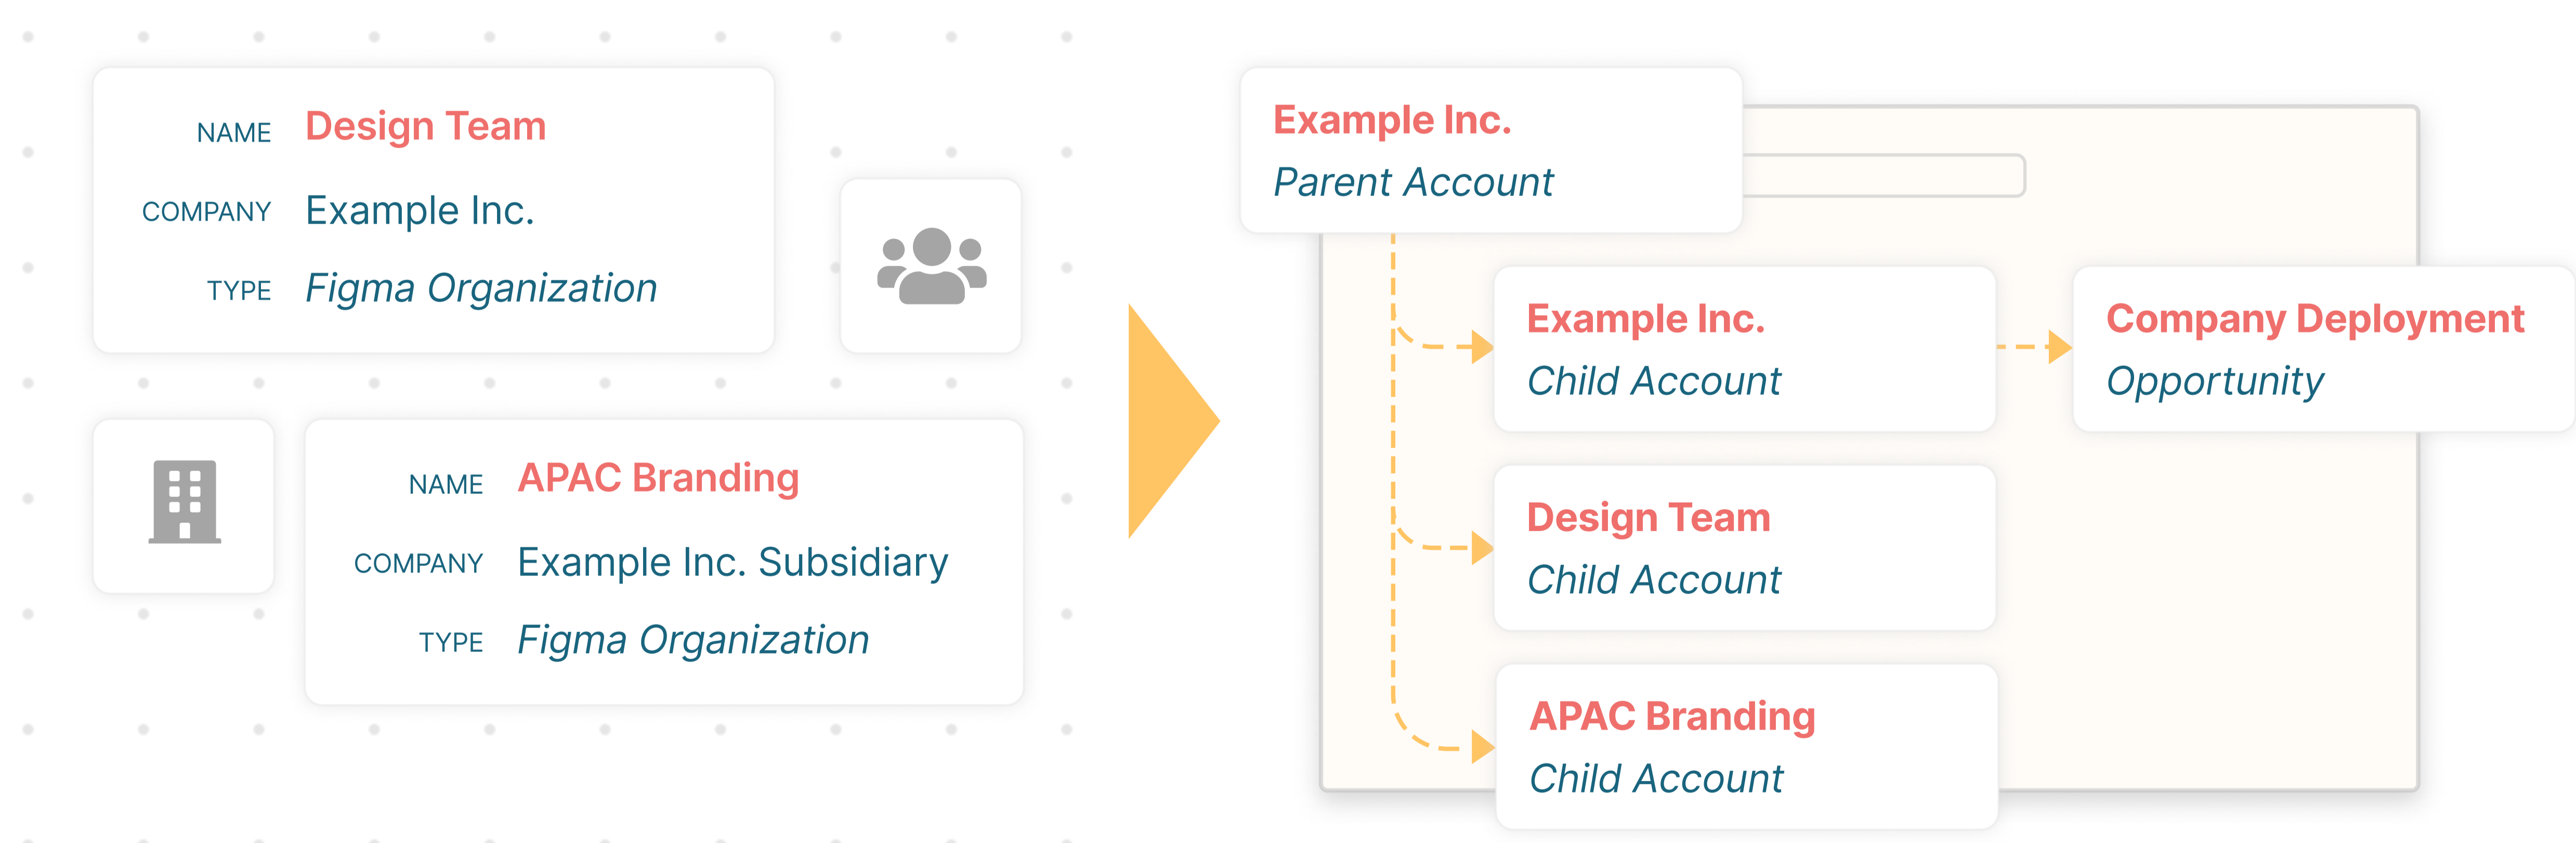 NAME Design Team
COMPANY Example Inc.
TYPE Figma Organization
NAME APAC Branding
COMPANY Example Inc. Subsidiary
TYPE Figma Organization
Example Inc.
Parent Account
Example Inc.
Child Account
Company Deployment
Opportunity
Design Team
Child Account
APAC Branding
Child Account